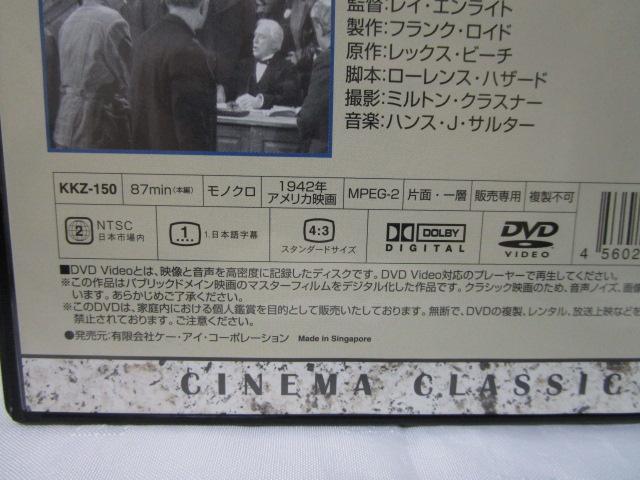 監督:レイ・エンライト
製作:フランク・ロイド
原作:レックス・ビーチ
脚本:ローレンス・ハザード
撮影:ミルトン・クラスナー
音楽:ハンス・J・サルター
KKZ-150 87min(本編) モノクロ 1942年 アメリカ映画 MPEG-2 片面・一層 販売専用 複製不可
2 NTSC 日本市場内 1.... 1.日本語字幕 4:3 スタンダードサイズ DOLBY DIGITAL DVD VIDEO
4 5602
■DVD Videoとは、映像と音声を高密度に記録したディスクです。DVD Video対応のプレーヤーで再生してください。
※この作品はパブリックドメイン映画のマスターフィルムをデジタル化した作品です。クラシック映画のため、音声ノイズ、画像
います。あらかじめご了承ください。
※このDVDは、家庭内における個人鑑賞を目的として販売いたしております。無断で、DVDの複製、レンタル、放送上映など
禁止されております。ご注意ください。
●発売元:有限会社ケー・アイ・コーポレーション Made in Singapore
CINEMA CLASSIC